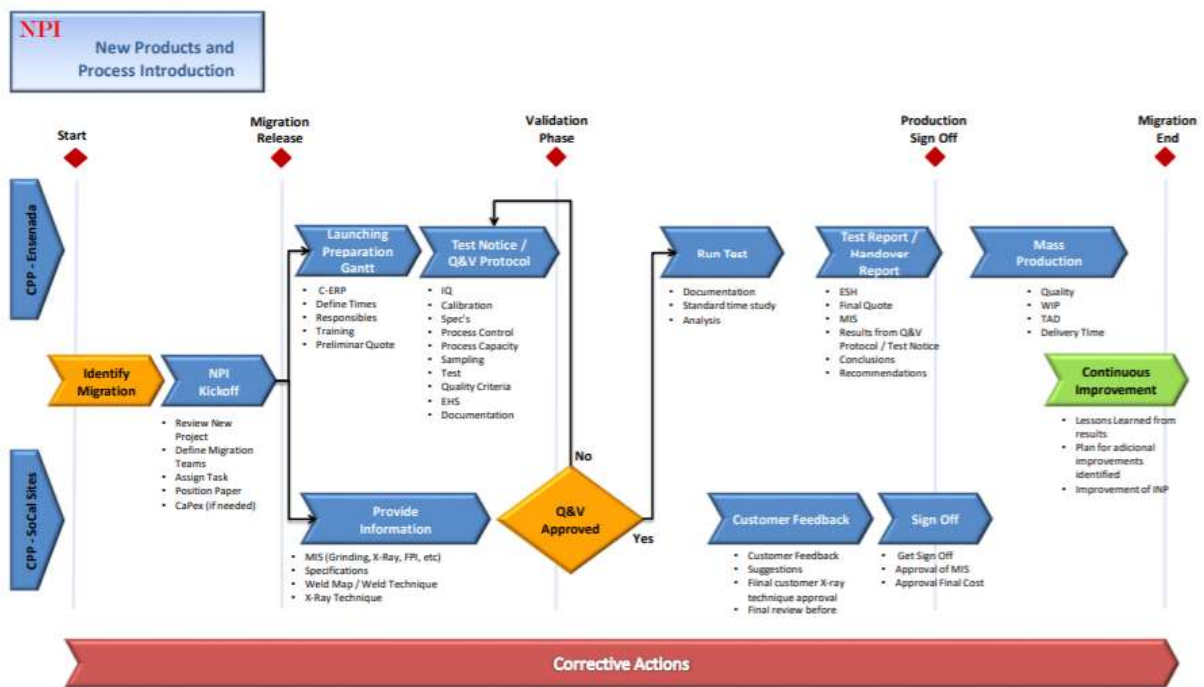 NPI
New Products and
Process Introduction
Start
Migration
Release
Validation
Phase
Production
Sign Off
Migration
End
CPP - Ensenada
Launching
Preparation
Gantt
• C-ERP
• Define Times
• Responsibles
• Training
• Preliminar Quote
Test Notice /
Q&V Protocol
• IQ
• Calibration
• Spec's
• Process Control
• Process Capacity
• Sampling
• Test
• Quality Criteria
• EHS
• Documentation
Run Test
• Documentation
• Standard time study
• Analysis
Test Report /
Handover
Report
• ESH
• Final Quote
• MIS
• Results from Q&V
Protocol / Test Notice
• Conclusions
• Recommendations
Mass
Production
• Quality
• WIP
• TAD
• Delivery Time
Identify
Migration
NPI
Kickoff
• Review New
Project
• Define Migration
Teams
• Assign Task
• Position Paper
• CaPex (if needed)
Continuous
Improvement
• Lessons Learned from
results
• Plan for adicional
improvements
identified
• Improvement of INP
CPP - SoCal Sites
Provide
Information
• MIS (Grinding, X-Ray, FPI, etc)
• Specifications
• Weld Map / Weld Technique
• X-Ray Technique
No
Q&V
Approved
Yes
Customer Feedback
• Customer Feedback
• Suggestions
• Fiinal customer X-ray
technique approval
• Final review before
Sign Off
• Get Sign Off
• Approval of MIS
• Approval Final Cost
Corrective Actions